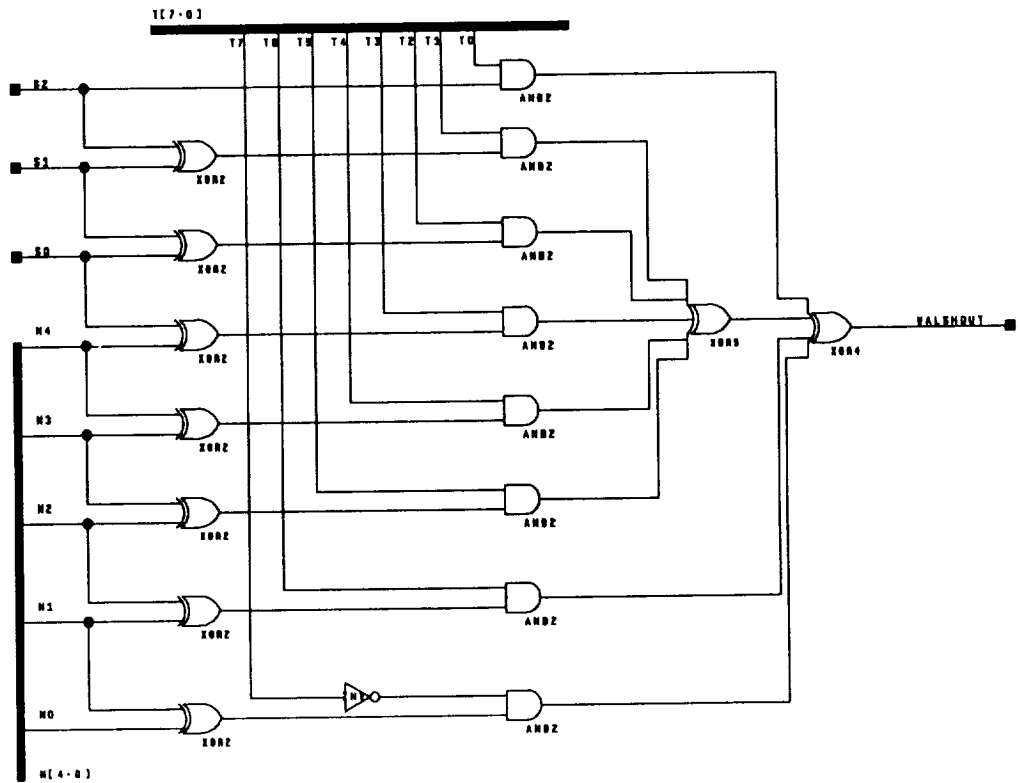 T[7-0]
T7 T6 T5 T4 T3 T2 T1 T0
S2
AND2
AND2
S1
XOR2
AND2
S0
XOR2
N4
AND2
XOR2
XOR5
XOR4
WALSHOUT
N3
AND2
XOR2
N2
AND2
XOR2
N1
AND2
XOR2
N0
AND2
XOR2
N[4-0]